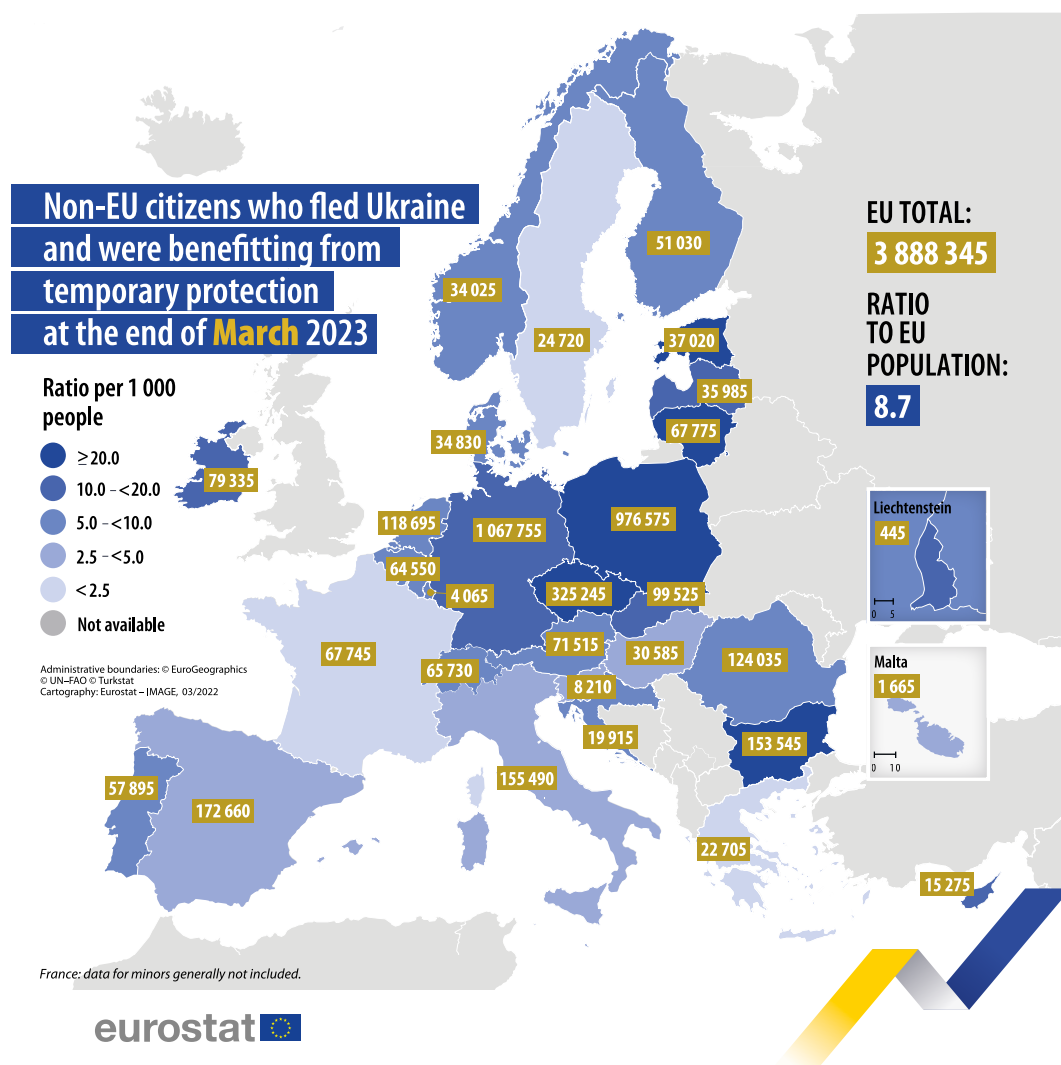 Non-EU citizens who fled Ukraine
and were benefitting from
temporary protection
at the end of March 2023
Ratio per 1 000
people
≥20.0
10.0 –<20.0
5.0 –<10.0
2.5 –<5.0
<2.5
Not available
Administrative boundaries: © EuroGeographics
© UN–FAO © Turkstat
Cartography: Eurostat – IMAGE, 03/2022
EU TOTAL:
3 888 345
RATIO
TO EU
POPULATION:
8.7
51 030
34 025
24 720
37 020
35 985
67 775
34 830
79 335
118 695
1 067 755
976 575
64 550
4 065
325 245
99 525
67 745
71 515
30 585
124 035
65 730
8 210
19 915
153 545
57 895
172 660
155 490
22 705
15 275
Liechtenstein
445
0 5
Malta
1 665
0 10
France: data for minors generally not included.
eurostat